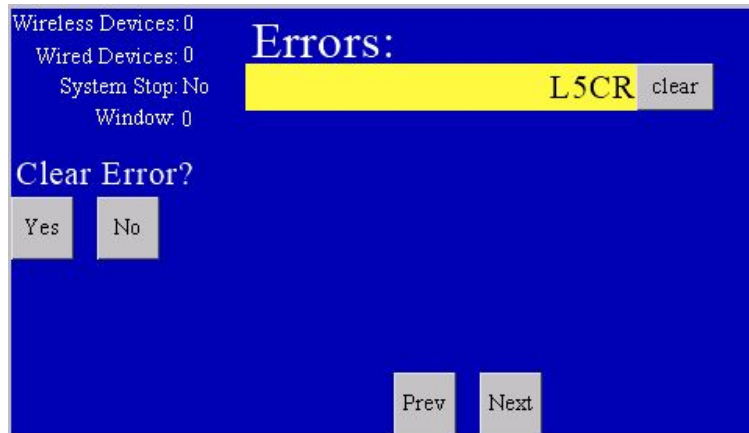 Wireless Devices: 0
Wired Devices: 0
System Stop: No
Window: 0
Errors:
L5CR clear
Clear Error?
Yes No
Prev Next